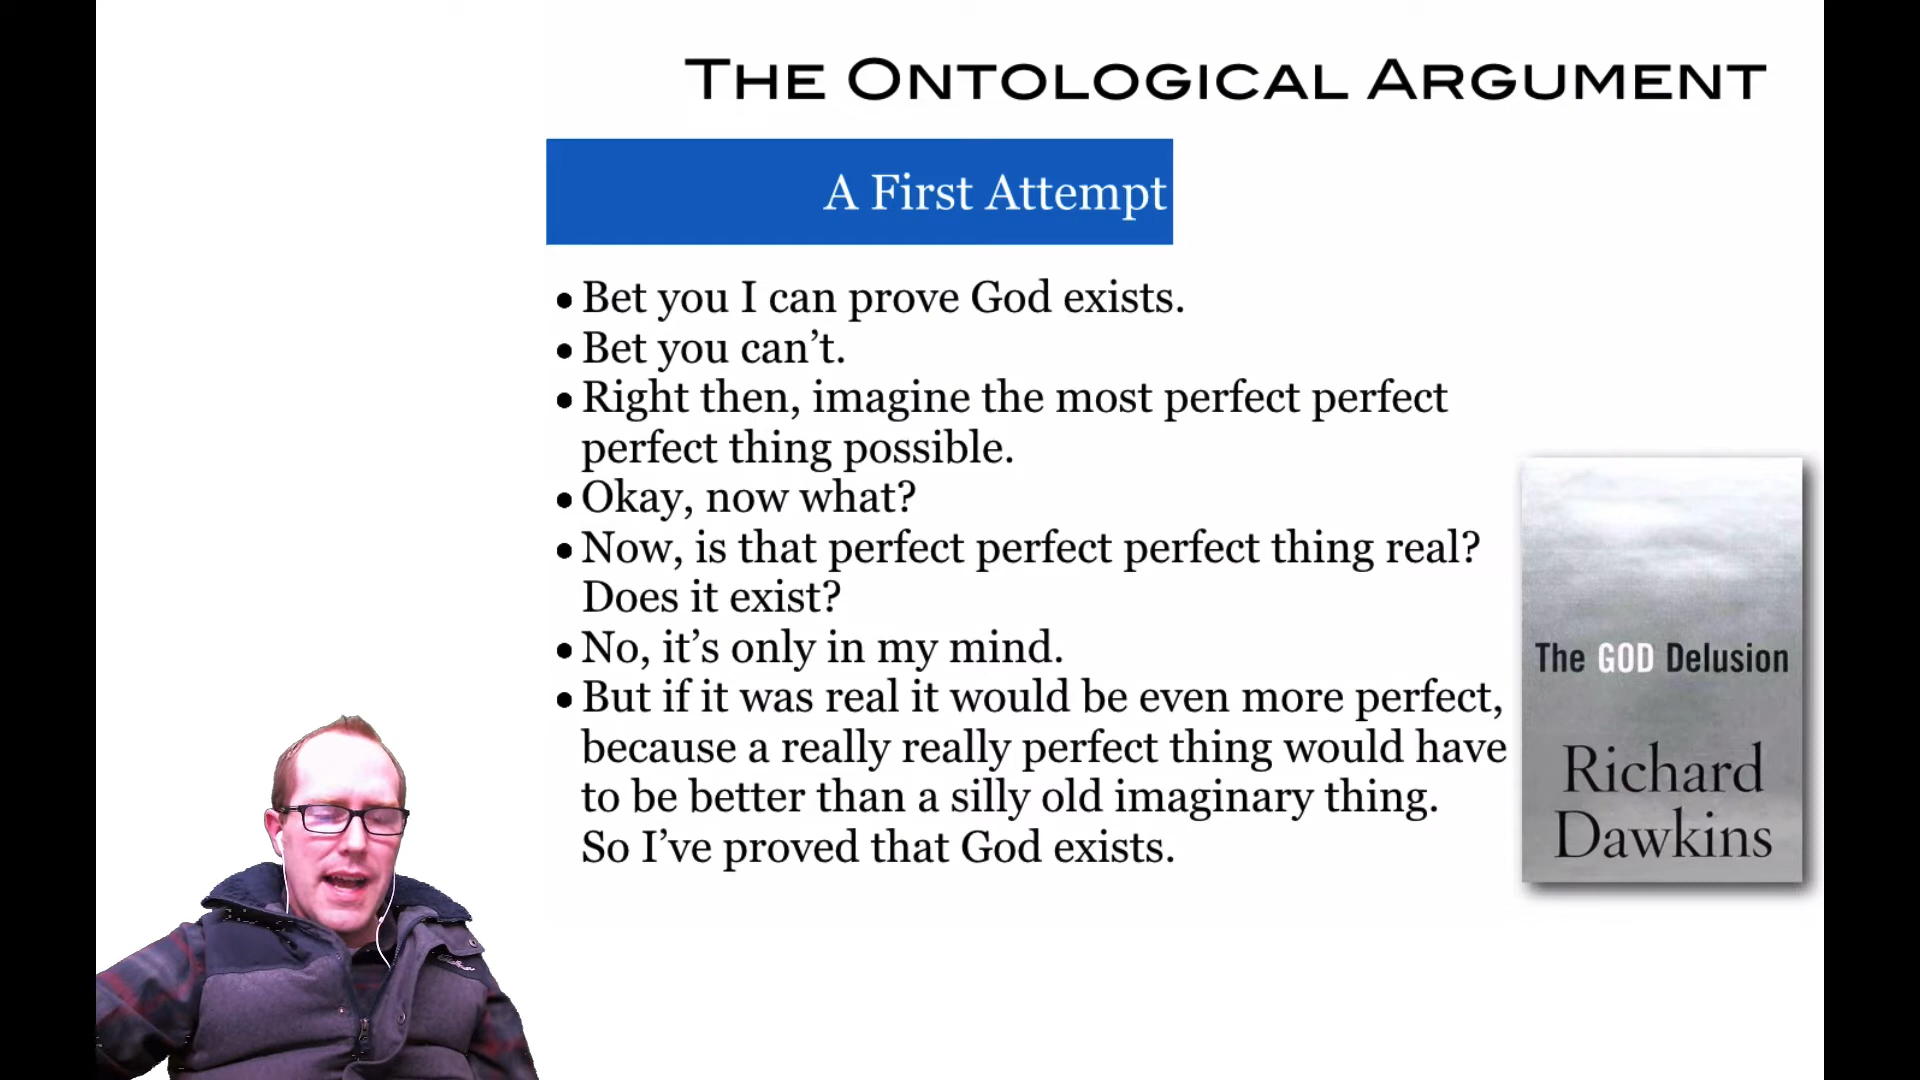 THE ONTOLOGICAL ARGUMENT
A First Attempt
• Bet you I can prove God exists.
• Bet you can’t.
• Right then, imagine the most perfect perfect
perfect thing possible.
• Okay, now what?
• Now, is that perfect perfect perfect thing real?
Does it exist?
• No, it’s only in my mind.
• But if it was real it would be even more perfect,
because a really really perfect thing would have
to be better than a silly old imaginary thing.
So I’ve proved that God exists.
The GOD Delusion
Richard
Dawkins